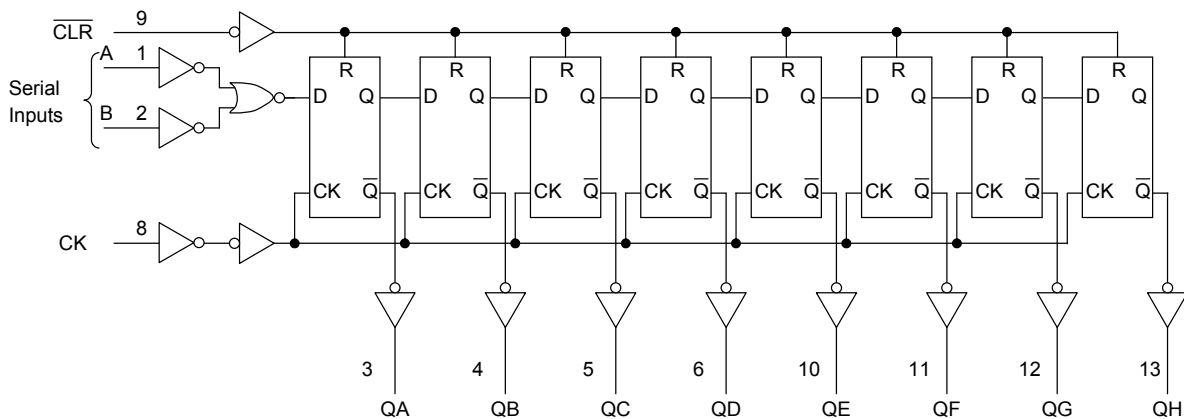 C̅L̅R̅ 9
A 1
Serial
Inputs
B 2
R R R R R R R R
D Q D Q D Q D Q D Q D Q D Q D Q
CK Q̅ CK Q̅ CK Q̅ CK Q̅ CK Q̅ CK Q̅ CK Q̅ CK Q̅
CK 8
3 4 5 6 10 11 12 13
QA QB QC QD QE QF QG QH